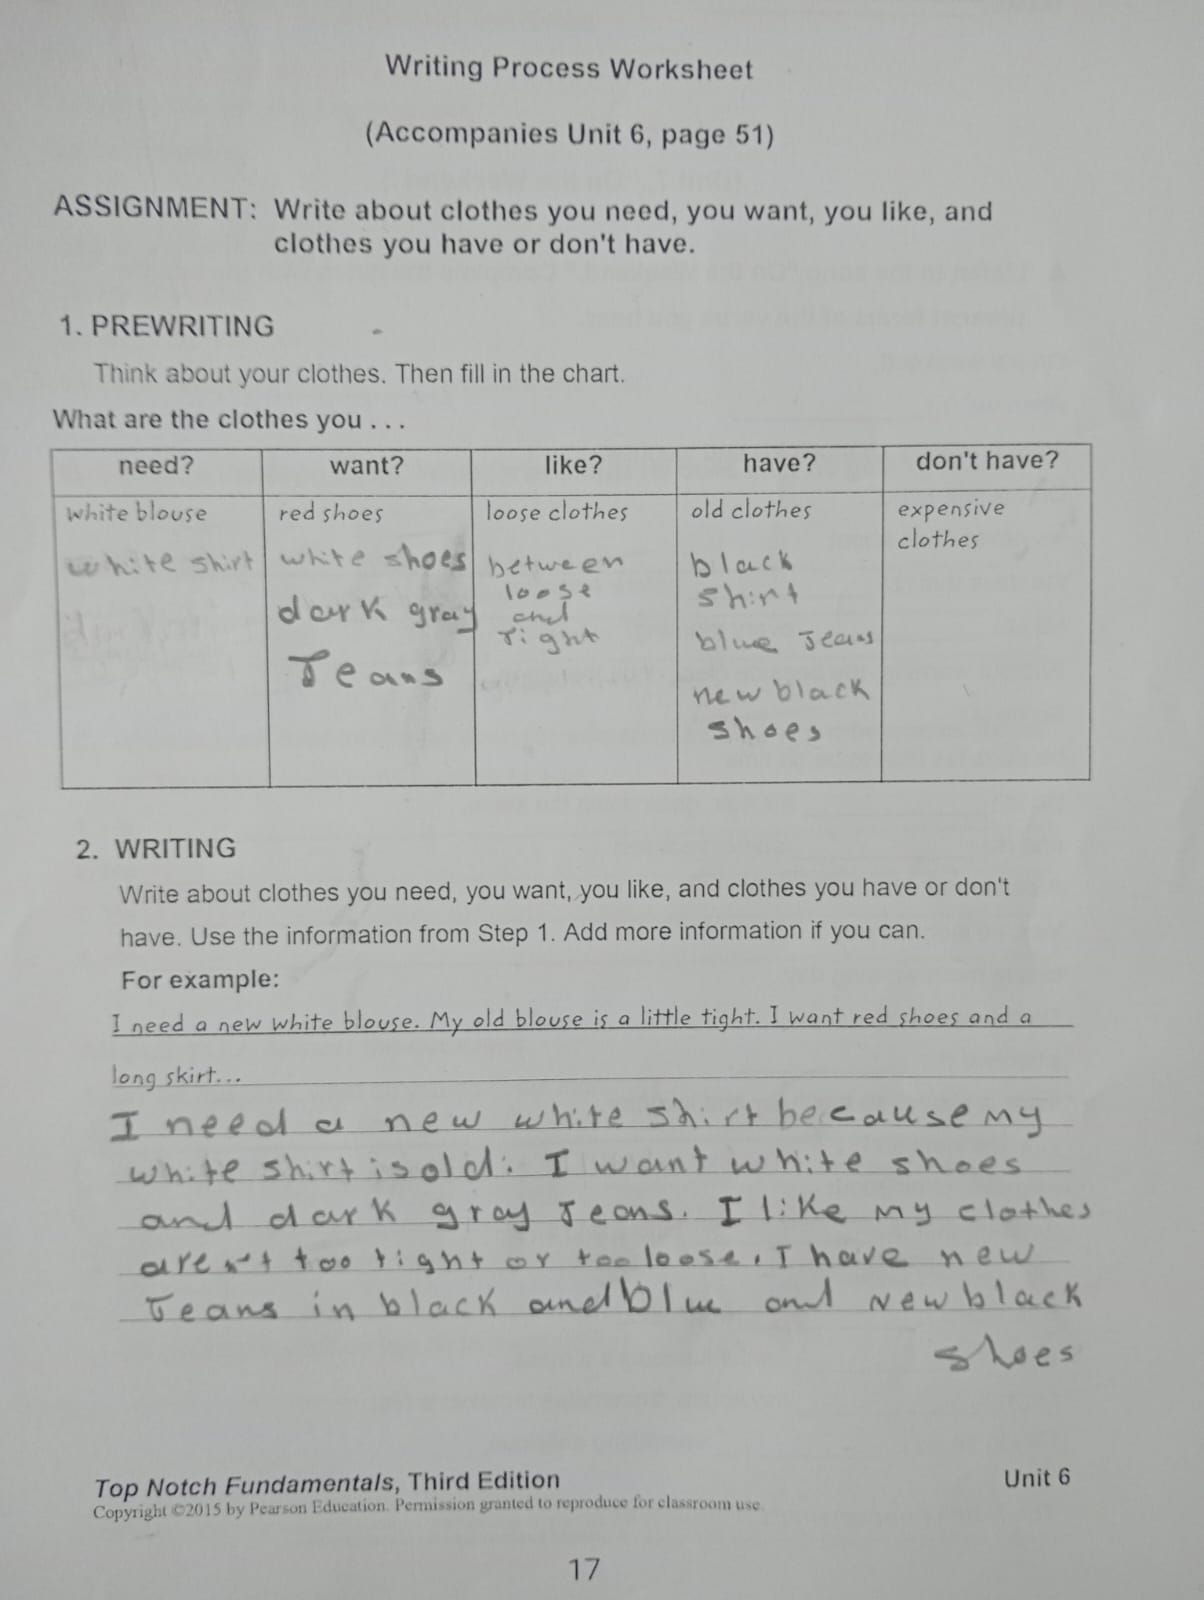 Writing Process Worksheet
(Accompanies Unit 6, page 51)
ASSIGNMENT: Write about clothes you need, you want, you like, and
clothes you have or don't have.
1. PREWRITING
Think about your clothes. Then fill in the chart.
What are the clothes you . . .
need? want? like? have? don't have?
white blouse red shoes loose clothes old clothes expensive
clothes
white shirt white shoes between black
loose shirt
dark gray and
right blue Jeans
Jeans new black
shoes
2. WRITING
Write about clothes you need, you want, you like, and clothes you have or don't
have. Use the information from Step 1. Add more information if you can.
For example:
I need a new white blouse. My old blouse is a little tight. I want red shoes and a
long skirt...
I need a new white shirt because my
white shirt is old. I want white shoes
and dark gray Jeans. I like my clothes
aren't too tight or too loose. I have new
Jeans in black and blue and new black
shoes
Top Notch Fundamentals, Third Edition Unit 6
Copyright ©2015 by Pearson Education. Permission granted to reproduce for classroom use.
17